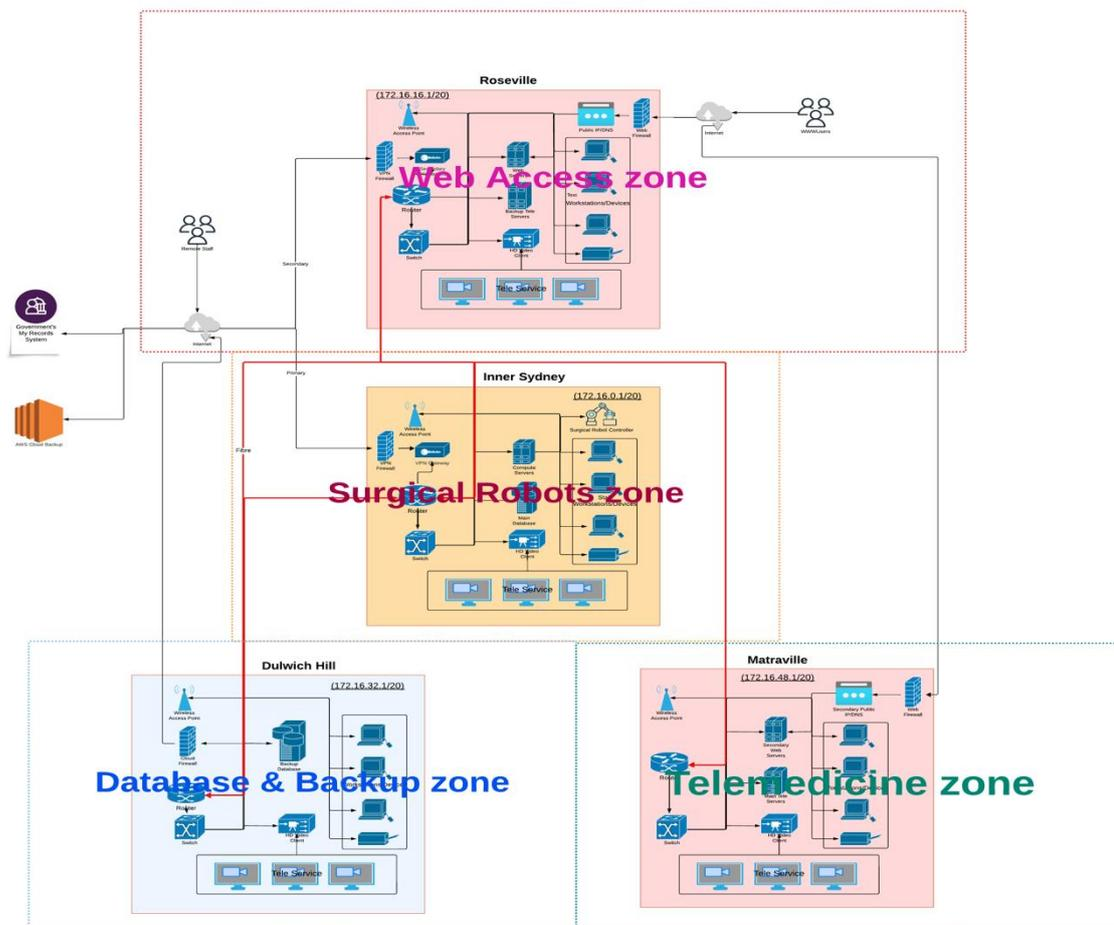 Roseville
(172.16.16.1/20)
Wireless
Access Point
Public IP/DNS
Web
Firewall
Internet
WWWUsers
VPN
Firewall
Web Access zone
Text
Workstations/Devices
Router
Backup Tele
Servers
Switch
HD Video
Client
Tele Service
Remote Staff
Secondary
Internet
Government's
My Records
System
AWS Cloud Backup
Primary
Fibre
Inner Sydney
(172.16.0.1/20)
Wireless
Access Point
Surgical Robot Controller
VPN
Firewall
VPN Gateway
Compute
Servers
Surgical Robots zone
Router
Workstations/Devices
Main
Database
Switch
HD Video
Client
Tele Service
Dulwich Hill
(172.16.32.1/20)
Wireless
Access Point
Cloud
Firewall
Backup
Database
Database & Backup zone
Router
Switch
HD Video
Client
Tele Service
Matraville
(172.16.48.1/20)
Wireless
Access Point
Secondary Public
IP/DNS
Web
Firewall
Secondary
Web
Servers
Telemedicine zone
Main Tele
Servers
Switch
HD Video
Client
Tele Service